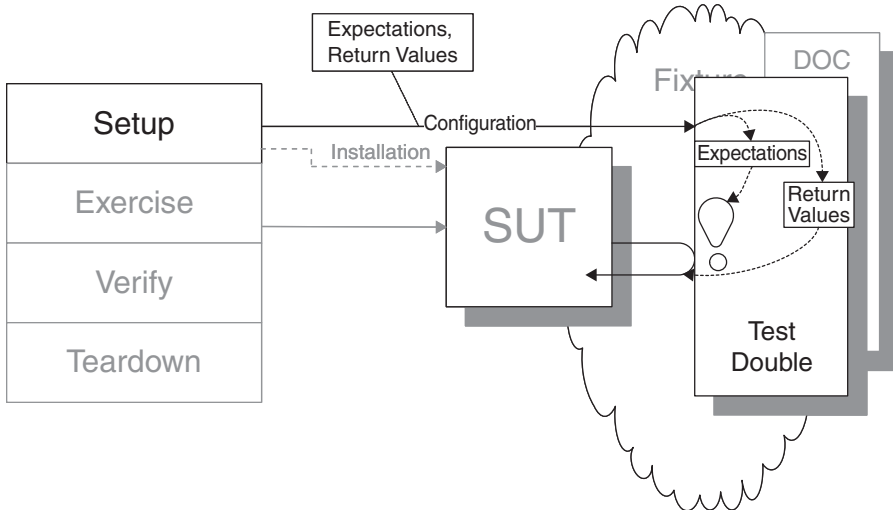 Expectations,
Return Values
DOC
Fixture
Setup
Configuration
Expectations
Installation
Return
Values
Exercise
SUT
Verify
Test
Double
Teardown